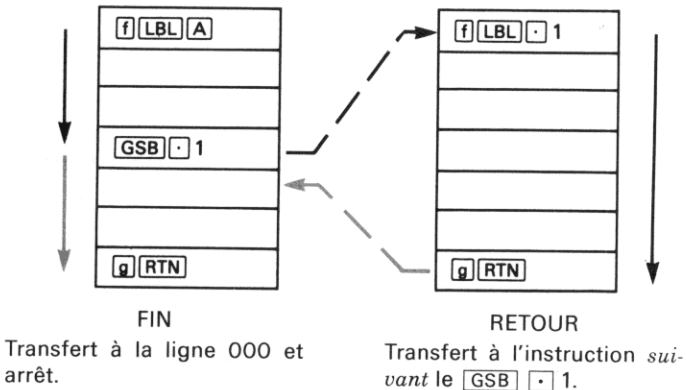 f LBL A
GSB · 1
g RTN
FIN
Transfert à la ligne 000 et
arrêt.
f LBL · 1
g RTN
RETOUR
Transfert à l'instruction sui-
vant le GSB · 1.